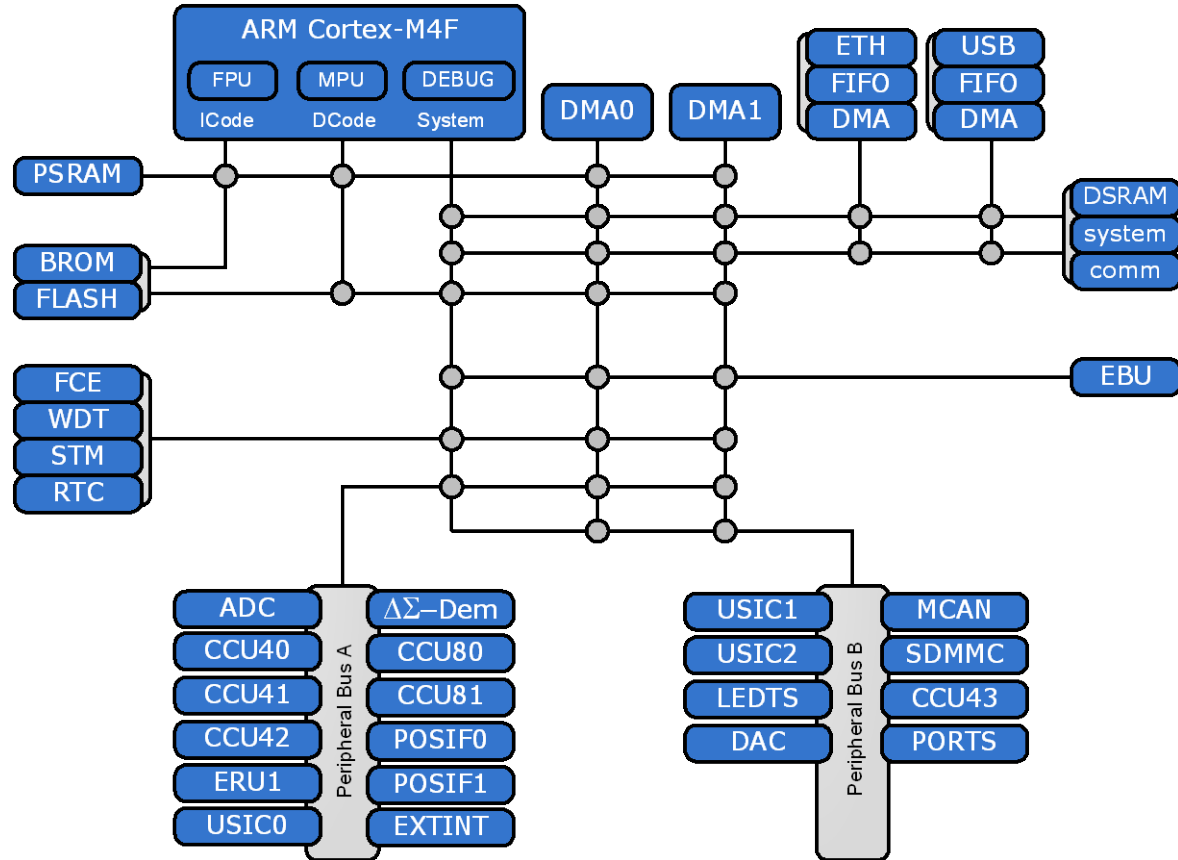 ARM Cortex-M4F
FPU
MPU
DEBUG
ICode
DCode
System
DMA0
DMA1
ETH
FIFO
DMA
USB
FIFO
DMA
PSRAM
DSRAM
system
comm
BROM
FLASH
FCE
WDT
STM
RTC
EBU
ADC
CCU40
CCU41
CCU42
ERU1
USIC0
Peripheral Bus A
ΔΣ–Dem
CCU80
CCU81
POSIF0
POSIF1
EXTINT
USIC1
USIC2
LEDTS
DAC
Peripheral Bus B
MCAN
SDMMC
CCU43
PORTS